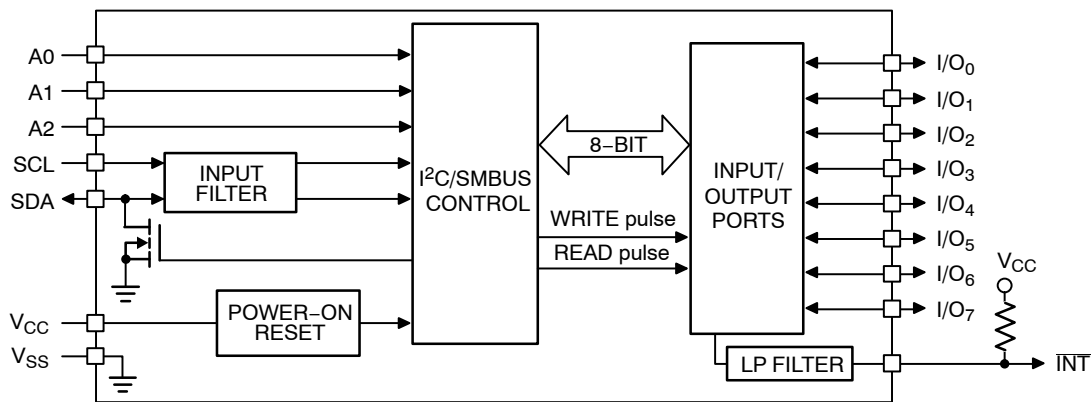 A0
A1
A2
SCL
SDA
VCC
VSS
INPUT
FILTER
POWER−ON
RESET
I2C/SMBUS
CONTROL
8−BIT
WRITE pulse
READ pulse
INPUT/
OUTPUT
PORTS
LP FILTER
I/O0
I/O1
I/O2
I/O3
I/O4
I/O5
I/O6
I/O7
VCC
INT